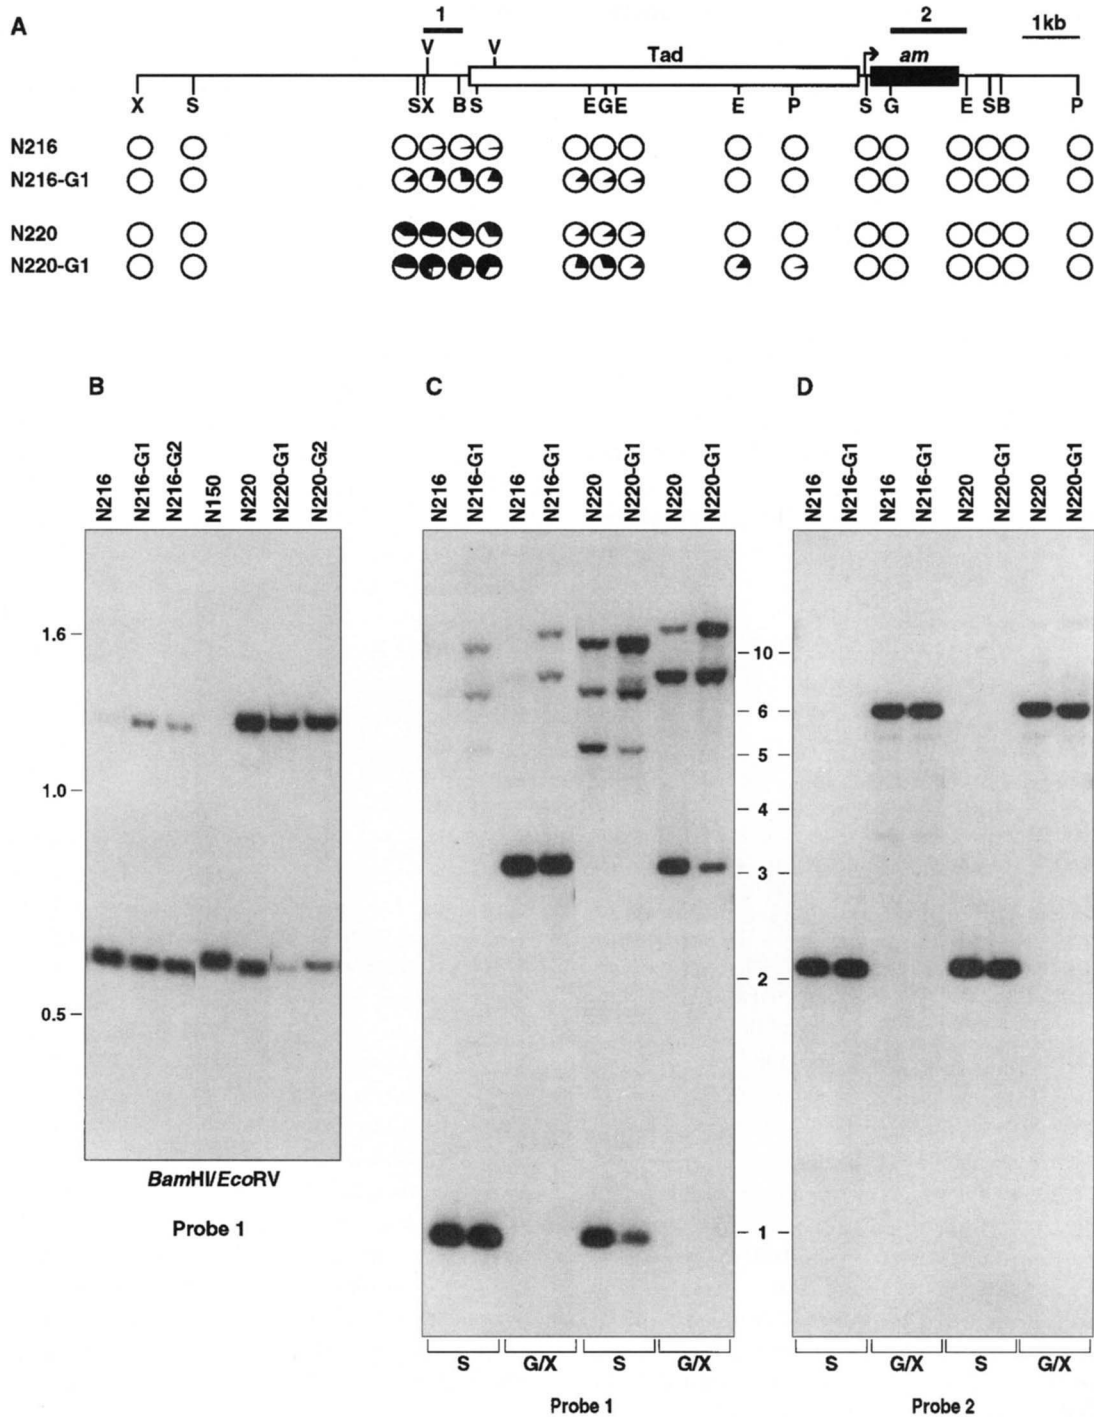 A
1
2
1kb
V
V
Tad
am
X
S
S
X
B
S
E
G
E
E
P
S
G
E
S
B
P
N216
N216-G1
N220
N220-G1
B
C
D
N216
N216-G1
N216-G2
N150
N220
N220-G1
N220-G2
N216
N216-G1
N216
N216-G1
N220
N220-G1
N220
N220-G1
N216
N216-G1
N216
N216-G1
N220
N220-G1
N220
N220-G1
1.6
1.0
0.5
10
6
5
4
3
2
1
BamHI/EcoRV
Probe 1
S
G/X
S
G/X
Probe 1
S
G/X
S
G/X
Probe 2